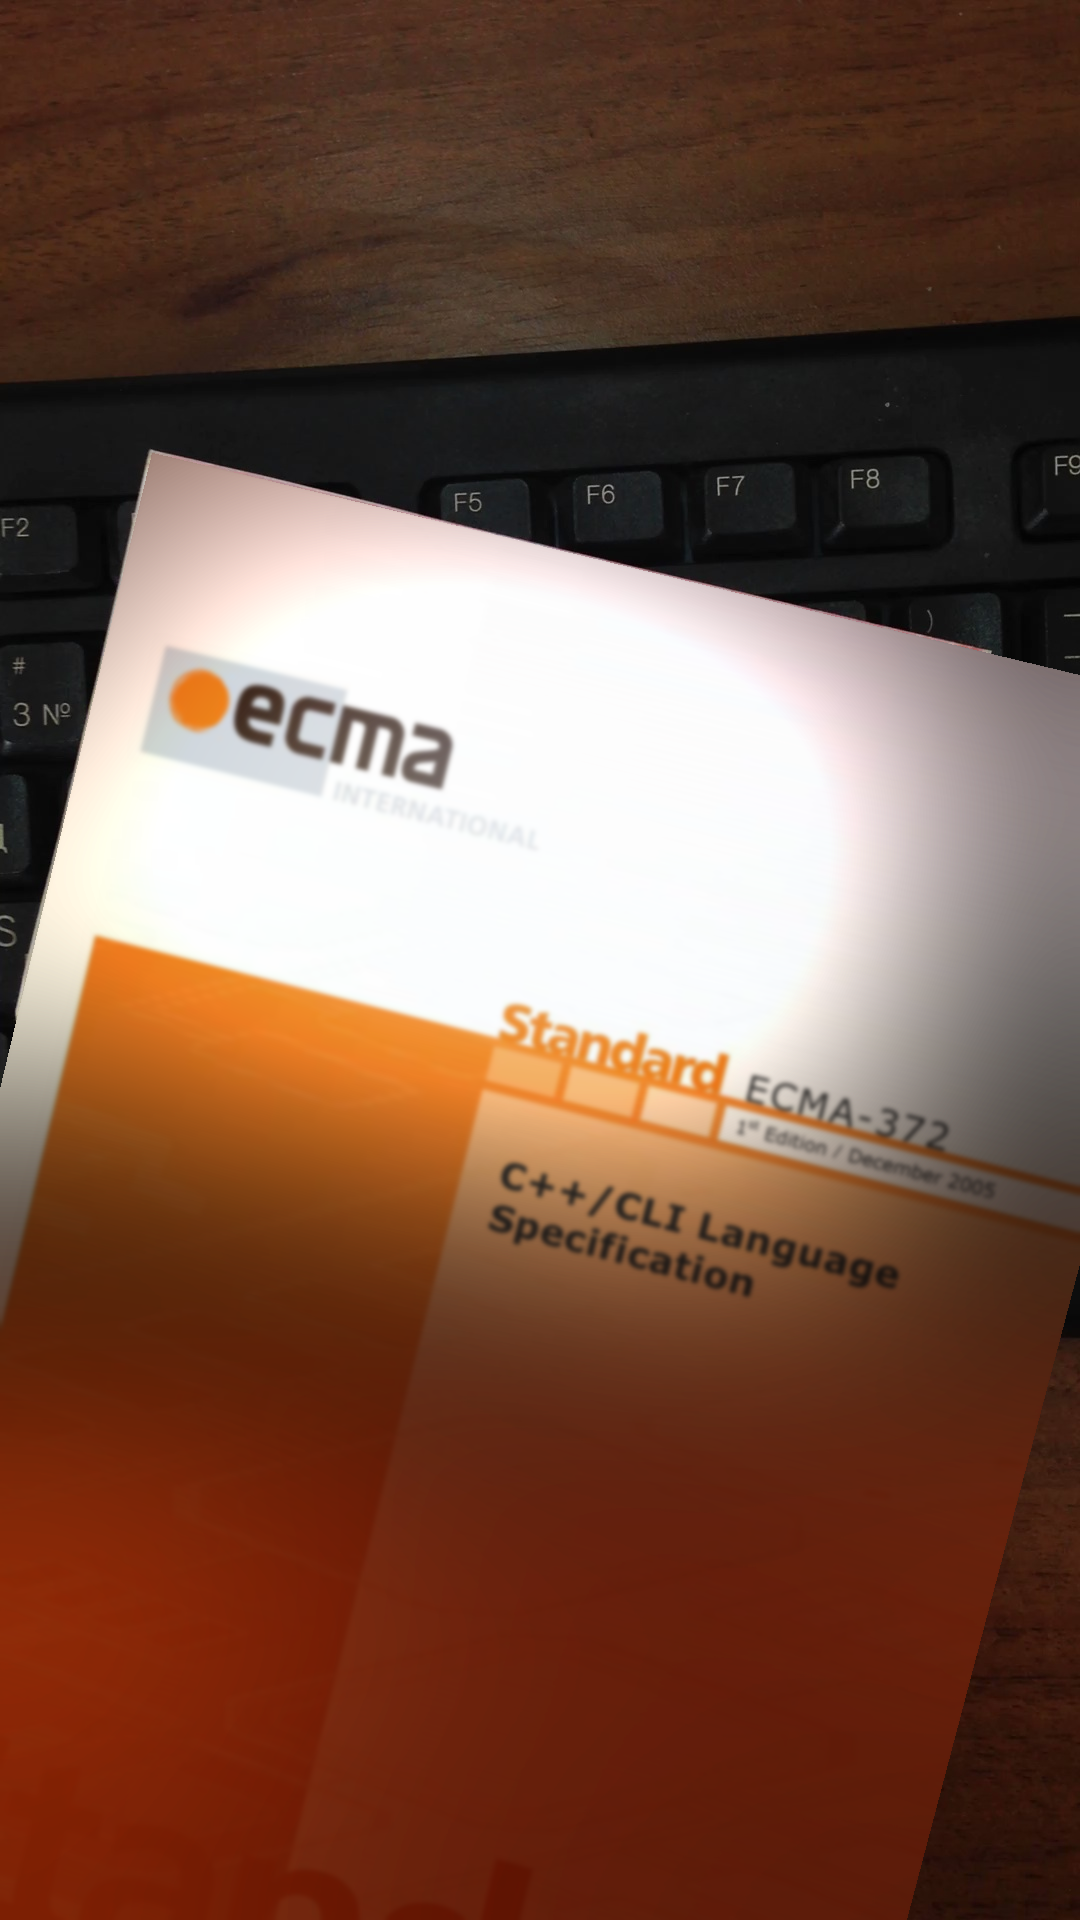 F2
F5
F6
F7
F8
F9
#
3 №
)
S
ecma
INTERNATIONAL
Standard ECMA-372
1st Edition / December 2005
C++/CLI Language
Specification